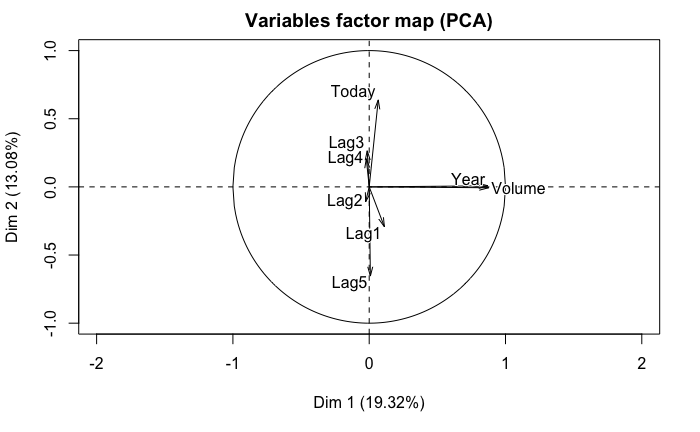 Variables factor map (PCA)
1.0
0.5
0.0
-0.5
-1.0
Dim 2 (13.08%)
Today
Lag3
Lag4
Year
Volume
Lag2
Lag1
Lag5
-2
-1
0
1
2
Dim 1 (19.32%)